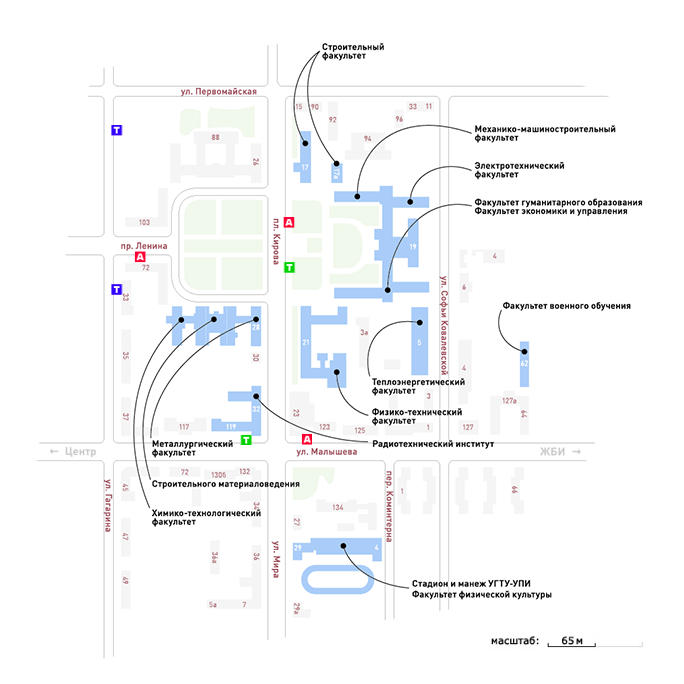 Строительный
факультет
ул. Первомайская
15
90
33
11
92
96
Т
88
94
Механико-машиностроительный
факультет
26
17
17а
Электротехнический
факультет
Факультет гуманитарного образования
Факультет экономики и управления
103
пл. Кирова
А
19
пр. Ленина
А
4
72
Т
ул. Софьи Ковалевской
Т
6
33
Факультет военного обучения
28
21
3а
5
35
30
4
62
Теплоэнергетический
факультет
37
32
3
127а
Физико-технический
факультет
23
64
117
119
123
125
1
127
Т
А
Металлургический
факультет
Радиотехнический институт
← Центр
ул. Малышева
ЖБИ →
72
130б
132
Строительного материаловедения
ул. Гагарина
45
пер. Коминтерна
1
66
34
134
Химико-технологический
факультет
27
47
ул. Мира
29
4
36а
36
49
Стадион и манеж УГТУ-УПИ
Факультет физической культуры
5а
7
29а
масштаб:
65 м